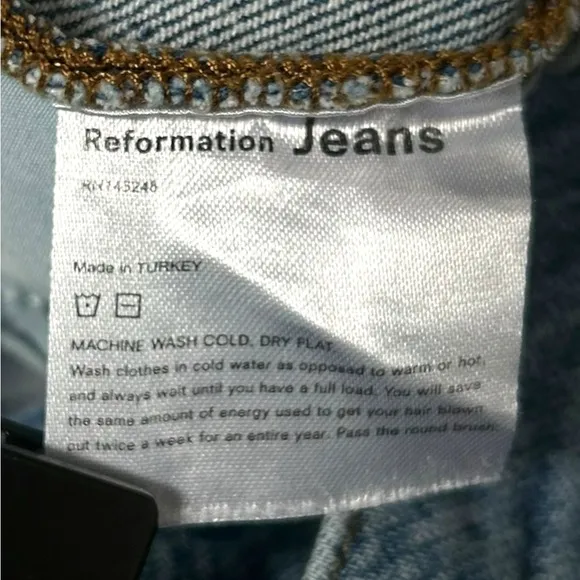 Reformation Jeans
RN143248
Made in TURKEY
MACHINE WASH COLD. DRY FLAT.
Wash clothes in cold water as opposed to warm or hot,
and always wait until you have a full load. You will save
the same amount of energy used to get your hair blown
out twice a week for an entire year. Pass the round brush.